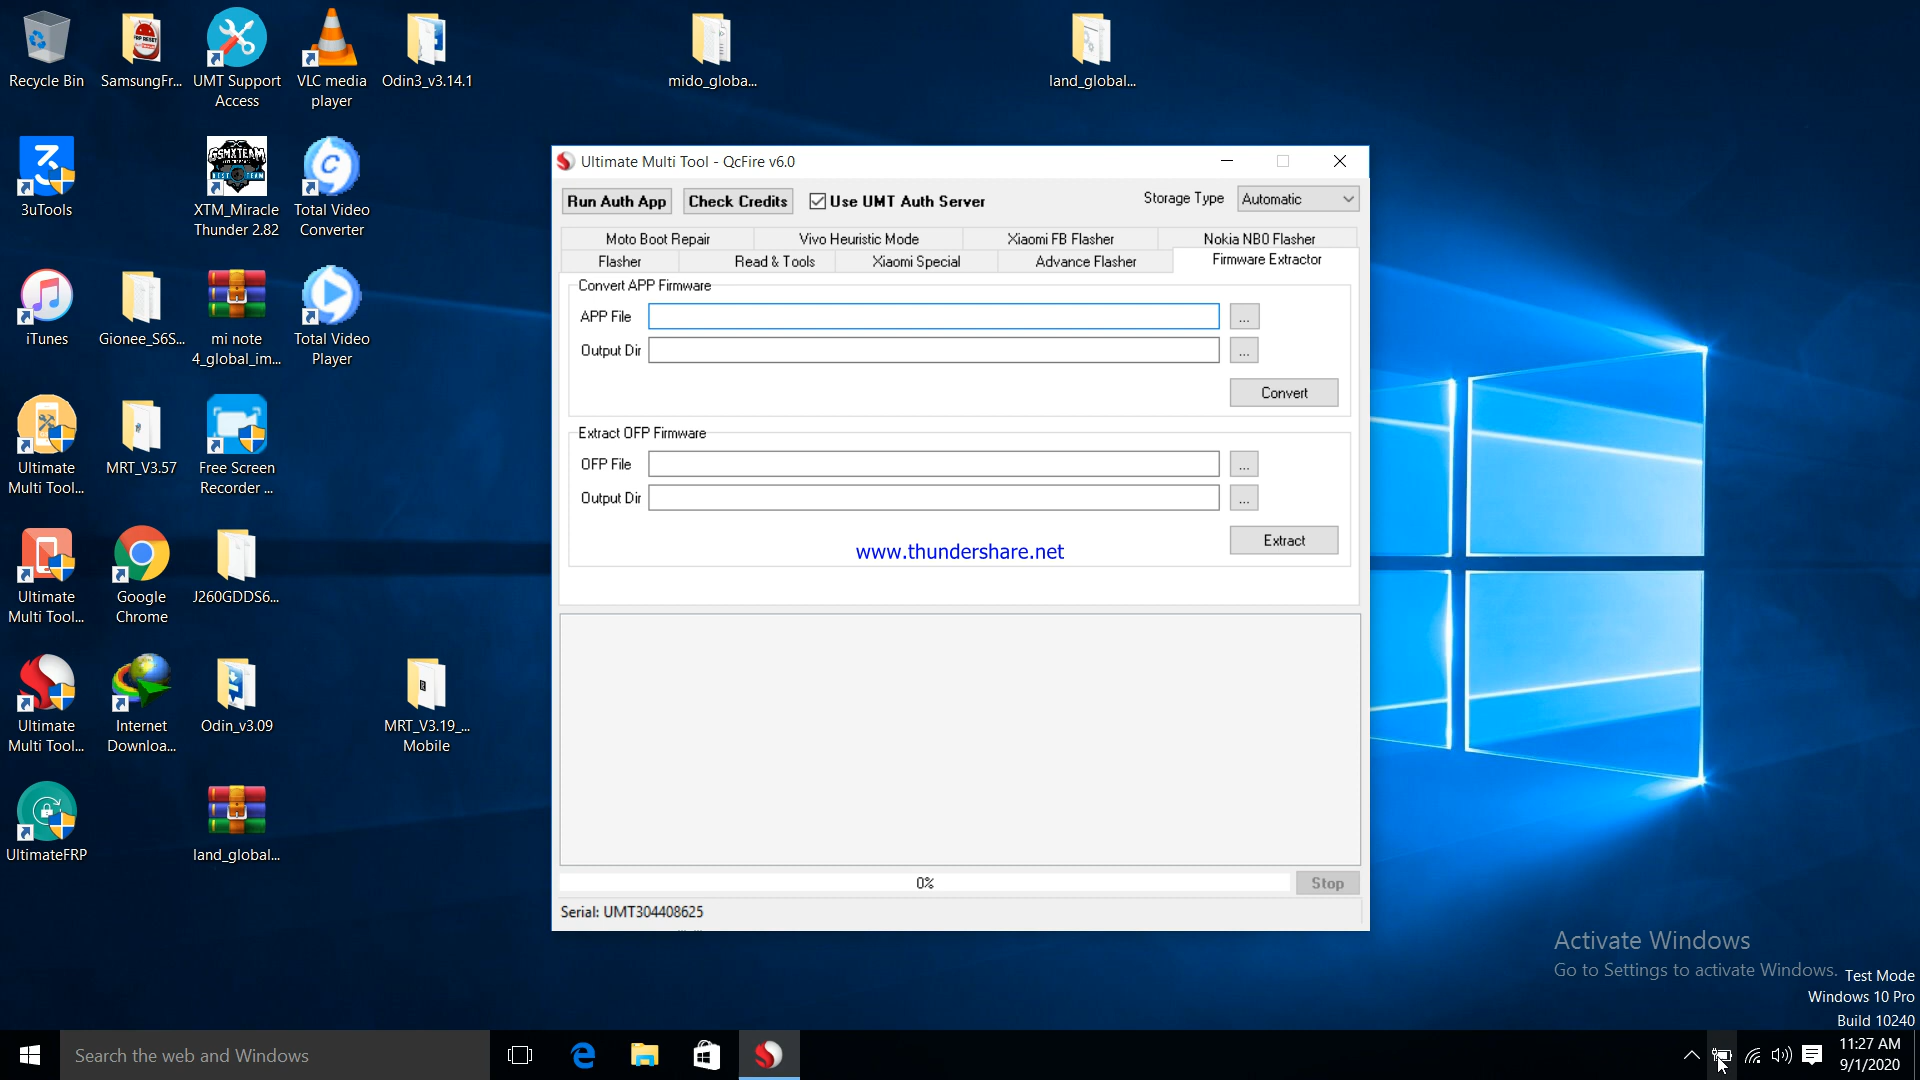 Recycle Bin
SamsungFr...
UMT Support Access
VLC media player
Odin3_v3.14.1
mido_globa...
land_global...
3uTools
GSMXTEAM
BEST TEAM
XTM_Miracle Thunder 2.82
Total Video Converter
iTunes
Gionee_S6S...
mi note 4_global_im...
Total Video Player
Ultimate Multi Tool...
MRT_V3.57
Free Screen Recorder ...
Ultimate Multi Tool...
Google Chrome
J260GDDS6...
Ultimate Multi Tool...
Internet Downloa...
Odin_v3.09
MRT_V3.19_... Mobile
UltimateFRP
land_global...
Ultimate Multi Tool - QcFire v6.0
Run Auth App
Check Credits
Use UMT Auth Server
Storage Type
Automatic
Moto Boot Repair
Vivo Heuristic Mode
Xiaomi FB Flasher
Nokia NB0 Flasher
Flasher
Read & Tools
Xiaomi Special
Advance Flasher
Firmware Extractor
Convert APP Firmware
APP File
...
Output Dir
...
Convert
Extract OFP Firmware
OFP File
...
Output Dir
...
www.thundershare.net
Extract
0%
Stop
Serial: UMT304408625
Activate Windows
Go to Settings to activate Windows.
Test Mode
Windows 10 Pro
Build 10240
Search the web and Windows
11:27 AM
9/1/2020